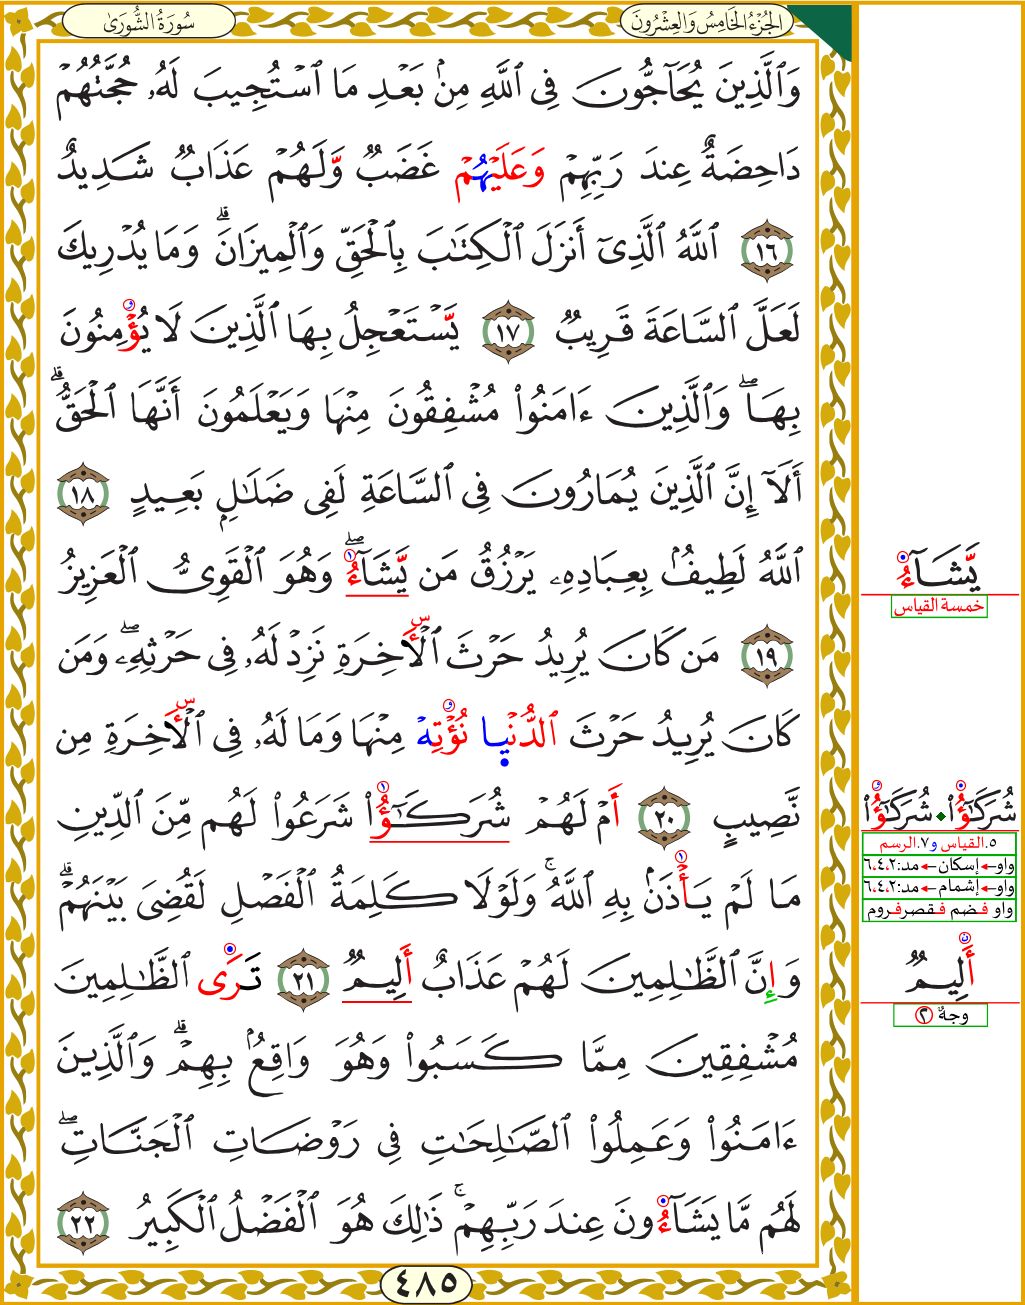 الجُزْءُ الخَامِسُ وَالعِشْرُونَ
سُورَةُ الشُّورَىٰ
وَٱلَّذِينَ يُحَآجُّونَ فِى ٱللَّهِ مِنۢ بَعْدِ مَا ٱسْتُجِيبَ لَهُۥ حُجَّتُهُمْ
دَاحِضَةٌ عِندَ رَبِّهِمْ وَعَلَيْهُمْ غَضَبٌ وَّلَهُمْ عَذَابٌ شَدِيدٌ
١٦ ٱللَّهُ ٱلَّذِىٓ أَنزَلَ ٱلْكِتَـٰبَ بِٱلْحَقِّ وَٱلْمِيزَانَ ۗ وَمَا يُدْرِيكَ
لَعَلَّ ٱلسَّاعَةَ قَرِيبٌ ١٧ يَّسْتَعْجِلُ بِهَا ٱلَّذِينَ لَا يُؤْمِنُونَ
بِهَا ۖ وَٱلَّذِينَ ءَامَنُوا۟ مُشْفِقُونَ مِنْهَا وَيَعْلَمُونَ أَنَّهَا ٱلْحَقُّ ۗ
أَلَآ إِنَّ ٱلَّذِينَ يُمَارُونَ فِى ٱلسَّاعَةِ لَفِى ضَلَـٰلٍۭ بَعِيدٍ ١٨
ٱللَّهُ لَطِيفٌۢ بِعِبَادِهِۦ يَرْزُقُ مَن يَّشَآءُ ۖ وَهُوَ ٱلْقَوِىُّ ٱلْعَزِيزُ
١٩ مَن كَانَ يُرِيدُ حَرْثَ ٱلْـَٔاخِرَةِ نَزِدْ لَهُۥ فِى حَرْثِهِۦ ۖ وَمَن
كَانَ يُرِيدُ حَرْثَ ٱلدُّنْيا نُؤْتِهْ مِنْهَا وَمَا لَهُۥ فِى ٱلْـَٔاخِرَةِ مِن
نَّصِيبٍ ٢٠ أَمْ لَهُمْ شُرَكَـٰٓؤُا۟ شَرَعُوا۟ لَهُم مِّنَ ٱلدِّينِ
مَا لَمْ يَأْذَنۢ بِهِ ٱللَّهُ ۚ وَلَوْلَا كَلِمَةُ ٱلْفَصْلِ لَقُضِىَ بَيْنَهُمْ ۗ
وَإِنَّ ٱلظَّـٰلِمِينَ لَهُمْ عَذَابٌ أَلِيمٌ ٢١ تَرَى ٱلظَّـٰلِمِينَ
مُشْفِقِينَ مِمَّا كَسَبُوا۟ وَهُوَ وَاقِعٌۢ بِهِمْ ۗ وَٱلَّذِينَ
ءَامَنُوا۟ وَعَمِلُوا۟ ٱلصَّـٰلِحَـٰتِ فِى رَوْضَاتِ ٱلْجَنَّاتِ ۖ
لَهُم مَّا يَشَآءُونَ عِندَ رَبِّهِمْ ۚ ذَٰلِكَ هُوَ ٱلْفَضْلُ ٱلْكَبِيرُ ٢٢
٤٨٥
يَّشَآءُ
خمسة القياس
شُرَكَـٰٓؤُا۟ • شُرَكَـٰٓؤُا۟
٥.القياس و٧.الرسم
واو←إسكان←مد:٦،٤،٢
واو←إشمام←مد:٦،٤،٢
واو فضم فقصرفروم
أَلِيمٌ
وجهٌ ٢